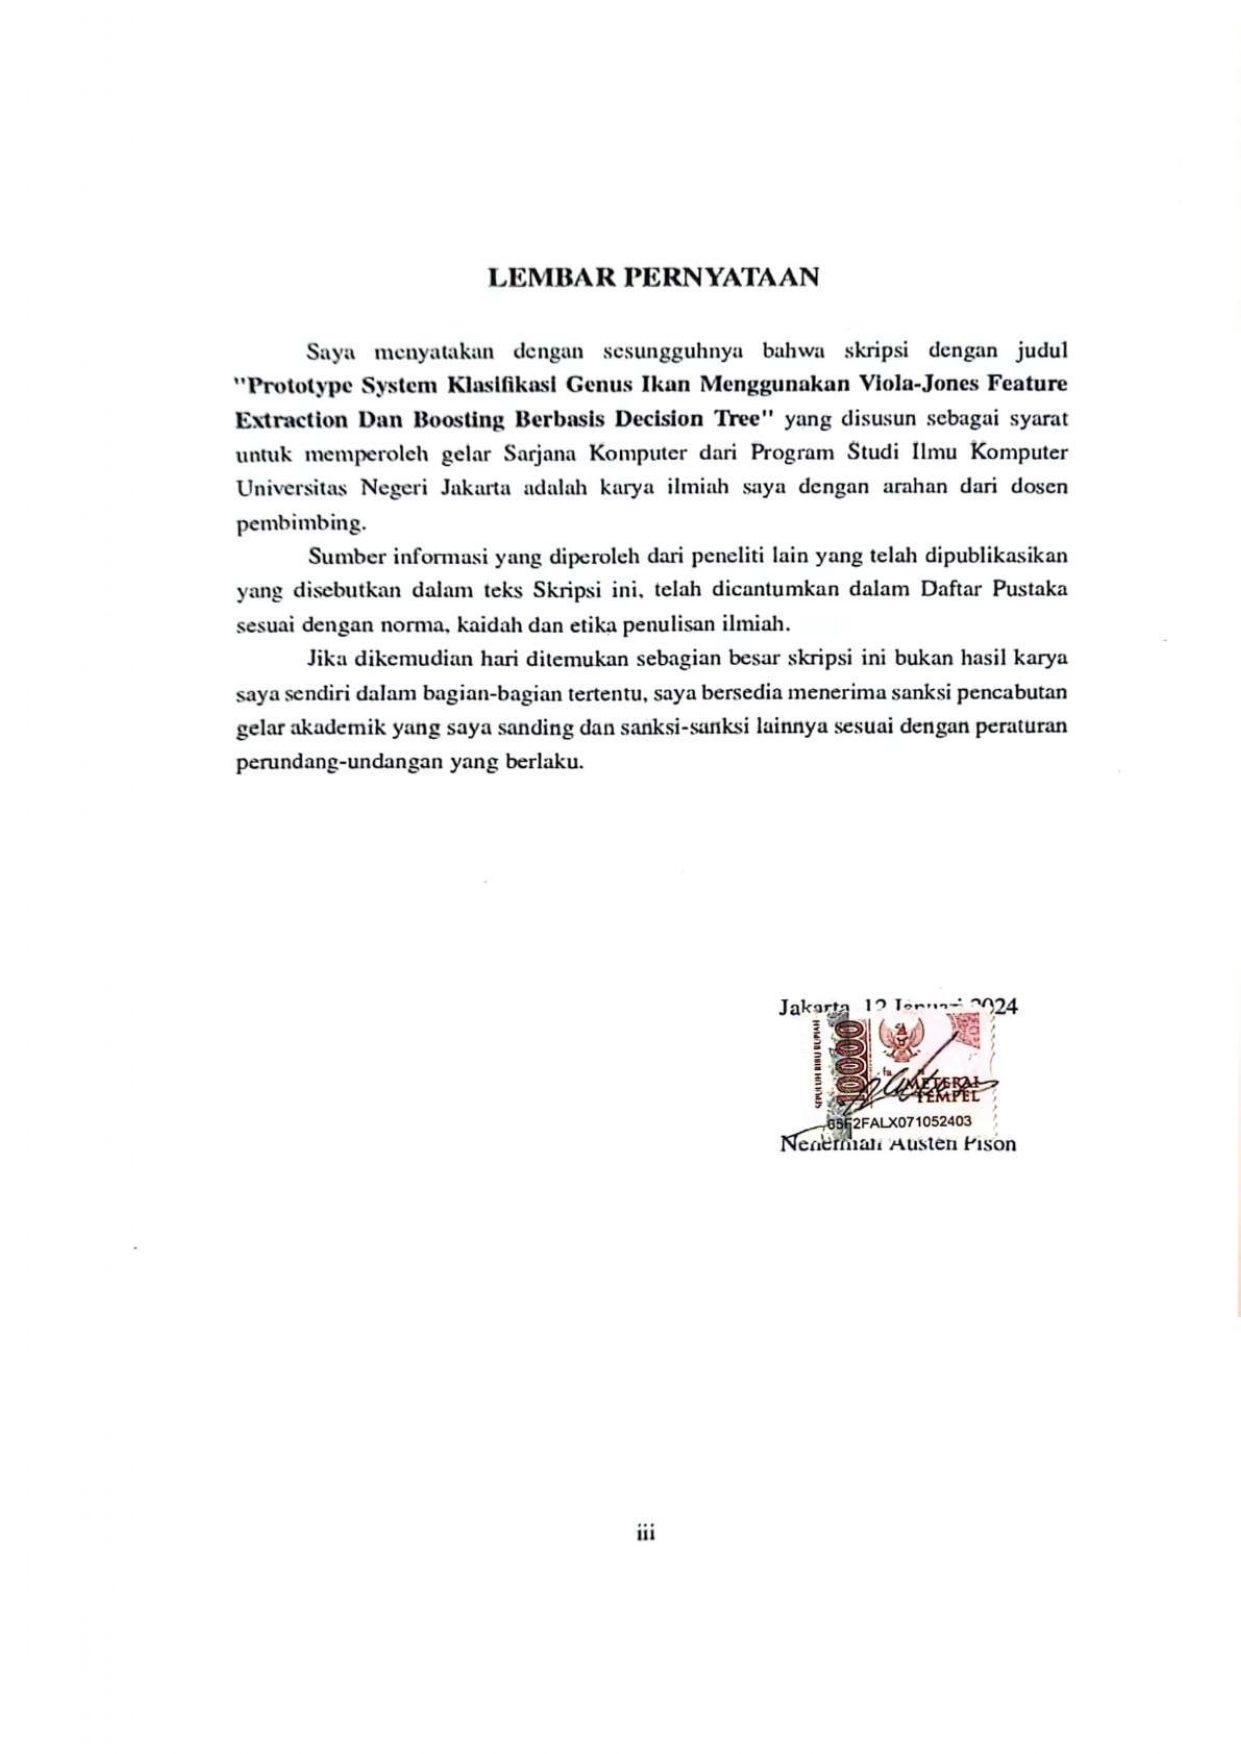 LEMBAR PERNYATAAN
Saya menyatakan dengan sesungguhnya bahwa skripsi dengan judul
"Prototype System Klasifikasi Genus Ikan Menggunakan Viola-Jones Feature
Extraction Dan Boosting Berbasis Decision Tree" yang disusun sebagai syarat
untuk memperoleh gelar Sarjana Komputer dari Program Studi Ilmu Komputer
Universitas Negeri Jakarta adalah karya ilmiah saya dengan arahan dari dosen
pembimbing.
Sumber informasi yang diperoleh dari peneliti lain yang telah dipublikasikan
yang disebutkan dalam teks Skripsi ini, telah dicantumkan dalam Daftar Pustaka
sesuai dengan norma, kaidah dan etika penulisan ilmiah.
Jika dikemudian hari ditemukan sebagian besar skripsi ini bukan hasil karya
saya sendiri dalam bagian-bagian tertentu, saya bersedia menerima sanksi pencabutan
gelar akademik yang saya sanding dan sanksi-sanksi lainnya sesuai dengan peraturan
perundang-undangan yang berlaku.
Jakarta, 12 Januari 2024
SEPULUH RIBU RUPIAH
10000
METERAI
TEMPEL
Austen Pison
iii